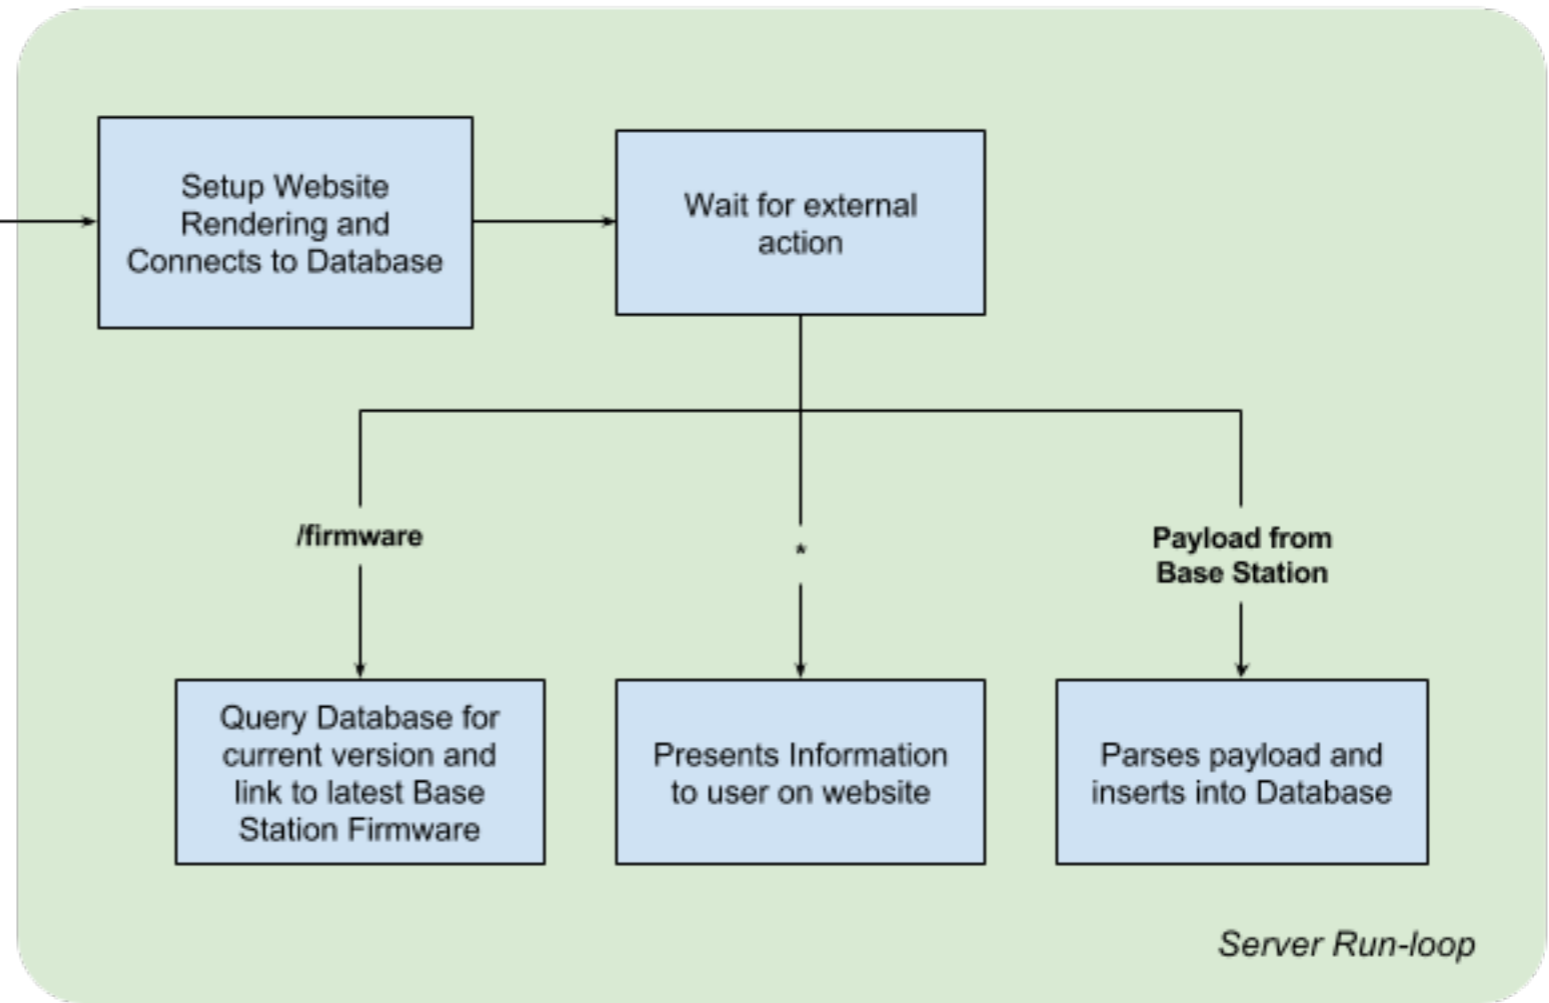 Setup Website
Rendering and
Connects to Database
Wait for external
action
/firmware
*
Payload from
Base Station
Query Database for
current version and
link to latest Base
Station Firmware
Presents Information
to user on website
Parses payload and
inserts into Database
Server Run-loop